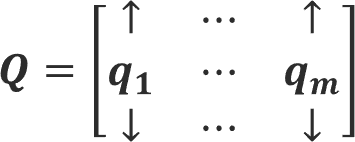 ↑ ⋯ ↑
Q = [ q₁ ⋯ qₘ ]
↓ ⋯ ↓